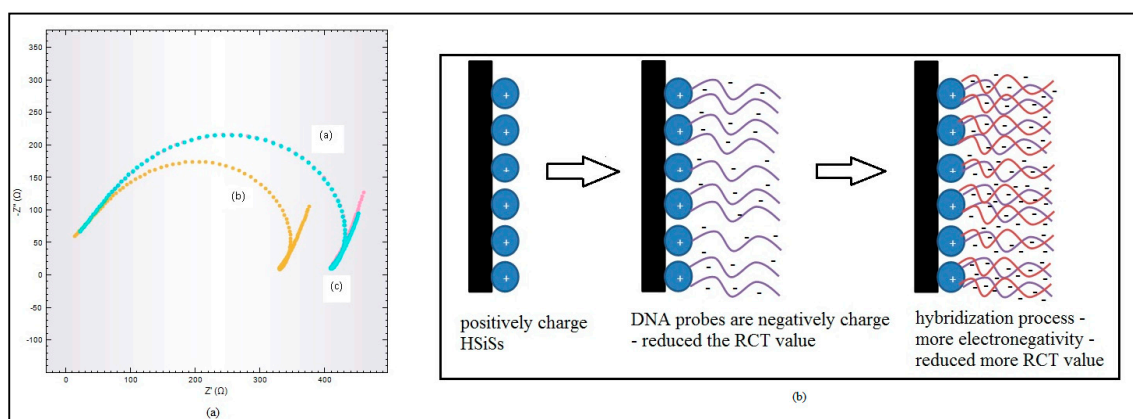 350
300
250
200
150
100
50
0
-50
-100
-Z'' (Ω)
(a)
(b)
(c)
0 100 200 300 400
Z' (Ω)
(a)
+
+
+
+
+
+
positively charge
HSiSs
+
+
+
+
+
+
DNA probes are negatively charge
- reduced the RCT value
+
+
+
+
+
+
hybridization process -
more electronegativity -
reduced more RCT value
(b)